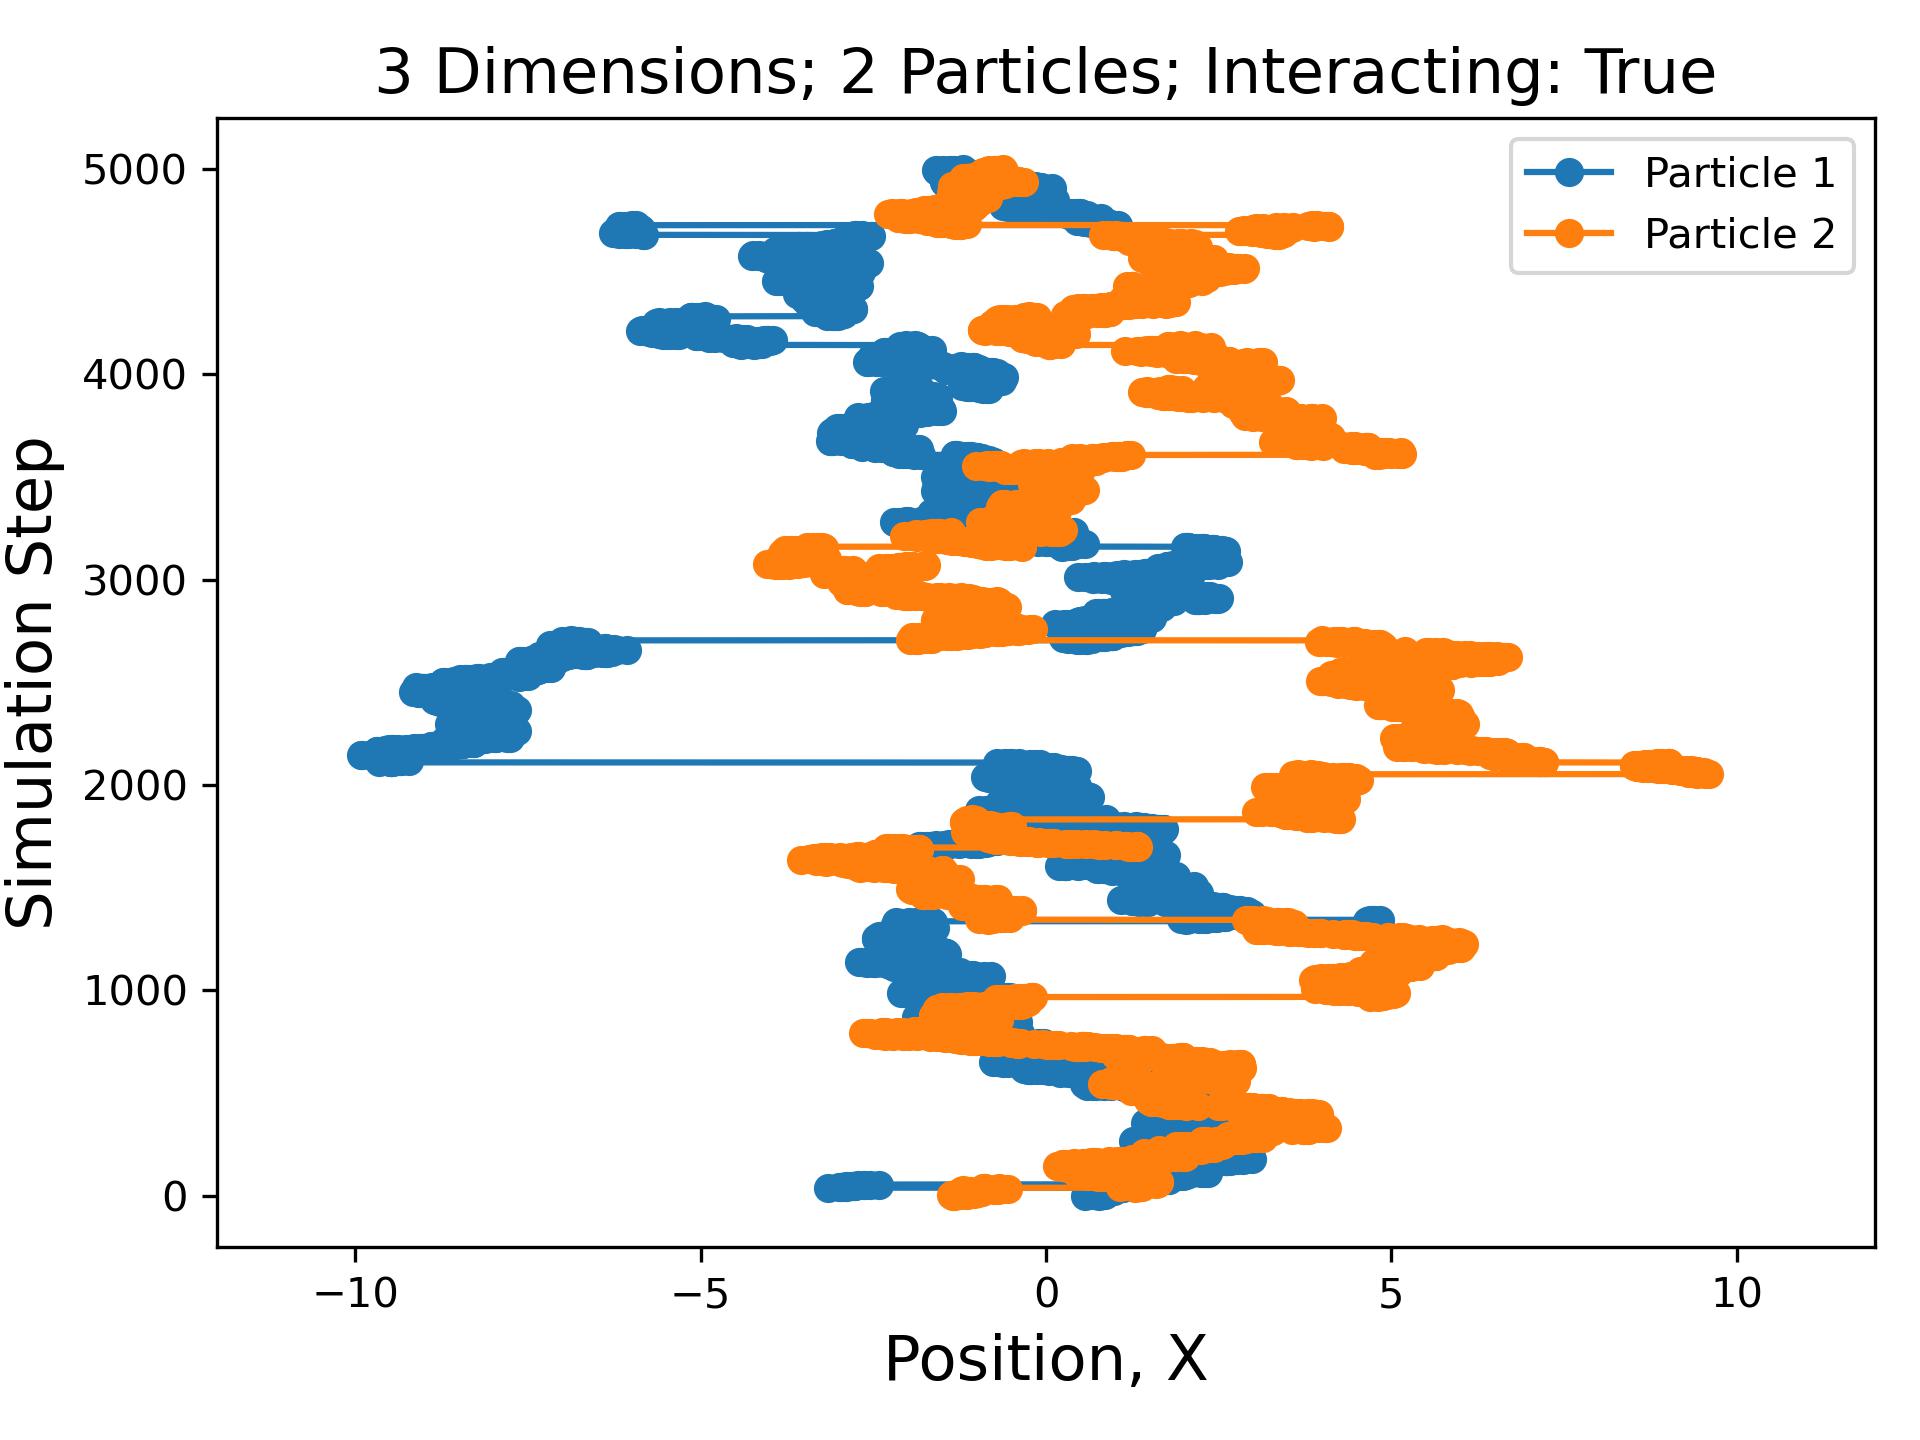 3 Dimensions; 2 Particles; Interacting: True
Particle 1
Particle 2
5000
4000
3000
2000
1000
0
Simulation Step
−10
−5
0
5
10
Position, X